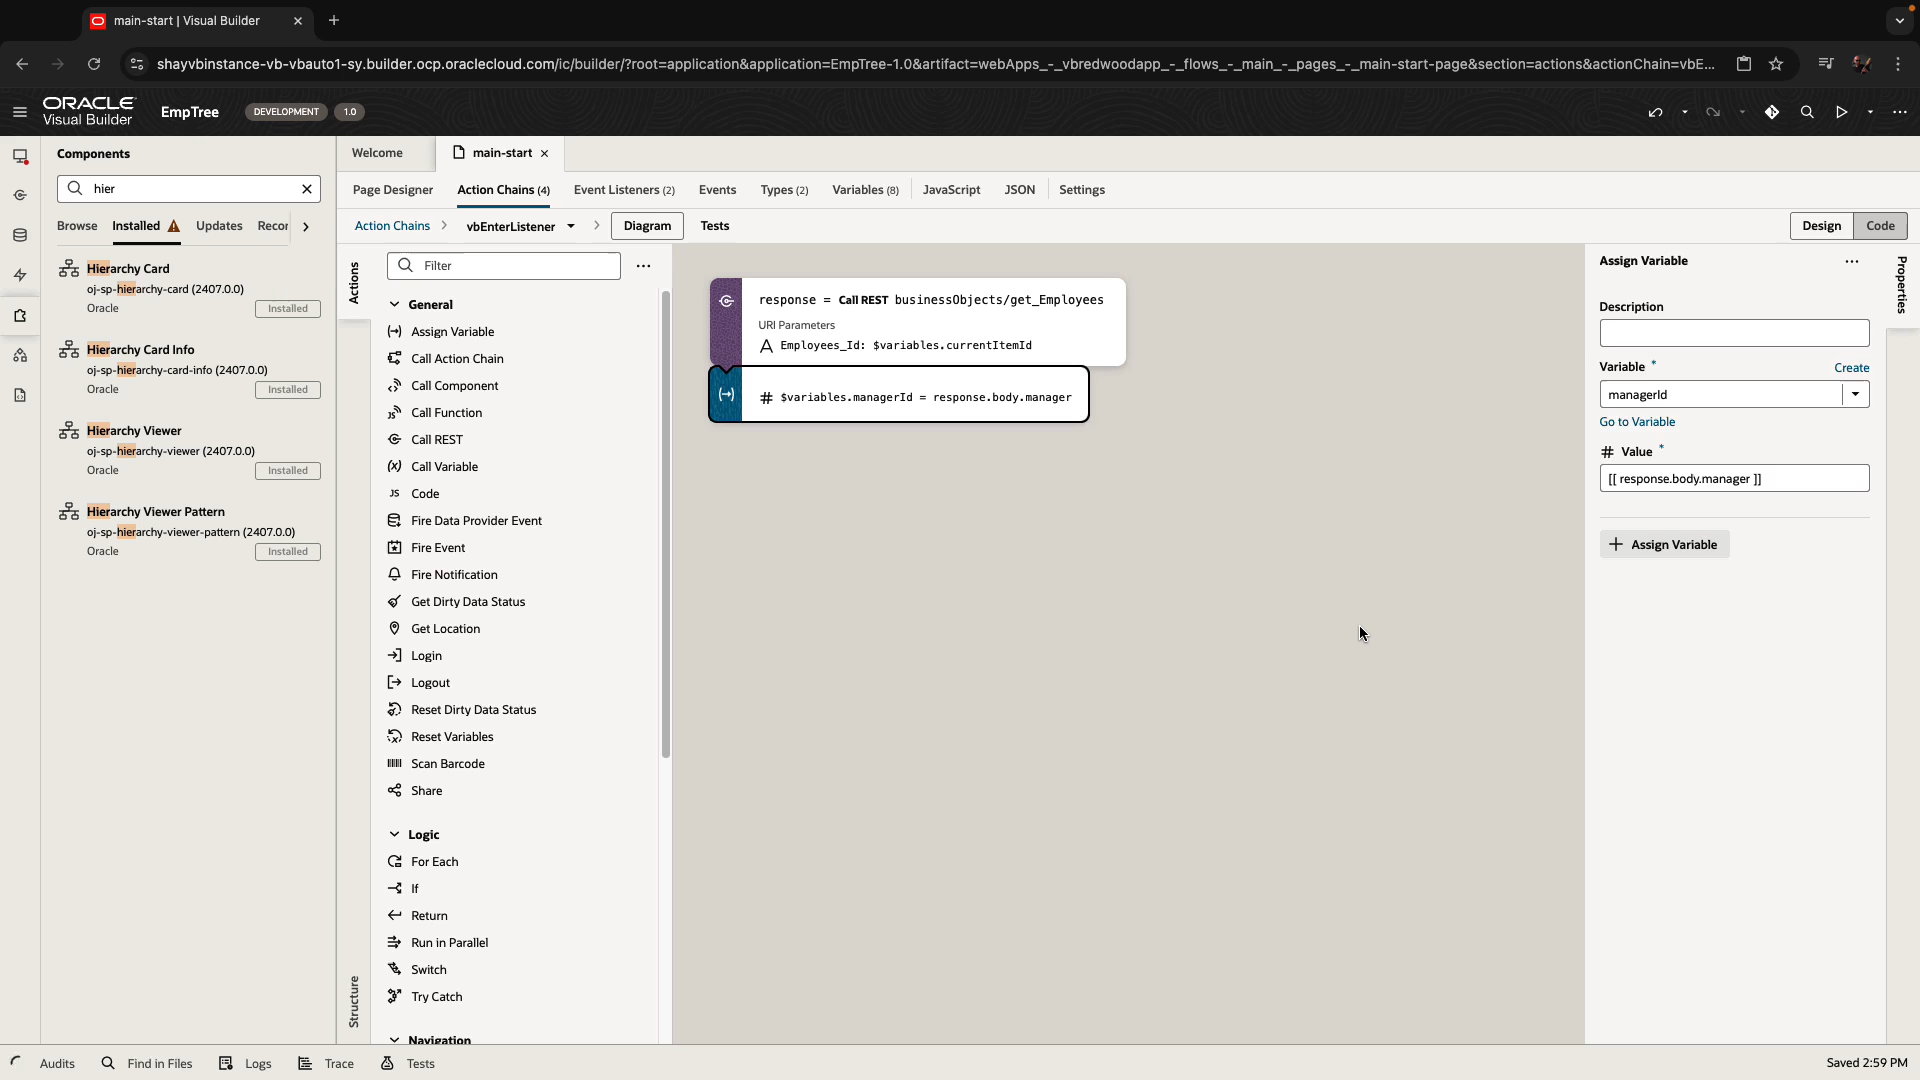 main-start | Visual Builder
shayvbinstance-vb-vbauto1-sy.builder.ocp.oraclecloud.com/ic/builder/?root=application&application=EmpTree-1.0&artifact=webApps_-_vbredwoodapp_-_flows_-_main_-_pages_-_main-start-page&section=actions&actionChain=vbE...
ORACLE
Visual Builder
EmpTree
DEVELOPMENT
1.0
Components
Welcome
main-start
hier
Page Designer
Action Chains (4)
Event Listeners (2)
Events
Types (2)
Variables (8)
JavaScript
JSON
Settings
Browse
Installed
Updates
Recor
Action Chains
vbEnterListener
Diagram
Tests
Design
Code
Hierarchy Card
oj-sp-hierarchy-card (2407.0.0)
Oracle
Installed
Hierarchy Card Info
oj-sp-hierarchy-card-info (2407.0.0)
Oracle
Installed
Hierarchy Viewer
oj-sp-hierarchy-viewer (2407.0.0)
Oracle
Installed
Hierarchy Viewer Pattern
oj-sp-hierarchy-viewer-pattern (2407.0.0)
Oracle
Installed
Actions
Structure
Filter
General
Assign Variable
Call Action Chain
Call Component
Call Function
Call REST
Call Variable
JS Code
Fire Data Provider Event
Fire Event
Fire Notification
Get Dirty Data Status
Get Location
Login
Logout
Reset Dirty Data Status
Reset Variables
Scan Barcode
Share
Logic
For Each
If
Return
Run in Parallel
Switch
Try Catch
Navigation
response = Call REST businessObjects/get_Employees
URI Parameters
A Employees_Id: $variables.currentItemId
# $variables.managerId = response.body.manager
Assign Variable
Properties
Description
Variable *
Create
managerId
Go to Variable
# Value *
[[ response.body.manager ]]
+ Assign Variable
Audits
Find in Files
Logs
Trace
Tests
Saved 2:59 PM